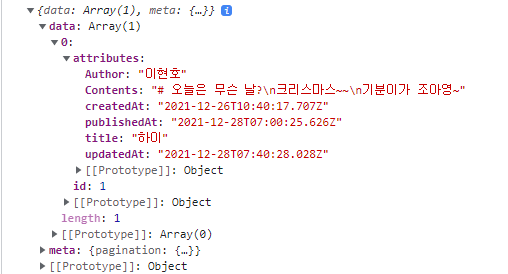 {data: Array(1), meta: {…}} i
data: Array(1)
0:
attributes:
Author: "이현호"
Contents: "# 오늘은 무슨 날?\n크리스마스~~\n기분이가 조아영~"
createdAt: "2021-12-26T10:40:17.707Z"
publishedAt: "2021-12-28T07:00:25.626Z"
title: "하이"
updatedAt: "2021-12-28T07:40:28.028Z"
[[Prototype]]: Object
id: 1
[[Prototype]]: Object
length: 1
[[Prototype]]: Array(0)
meta: {pagination: {…}}
[[Prototype]]: Object